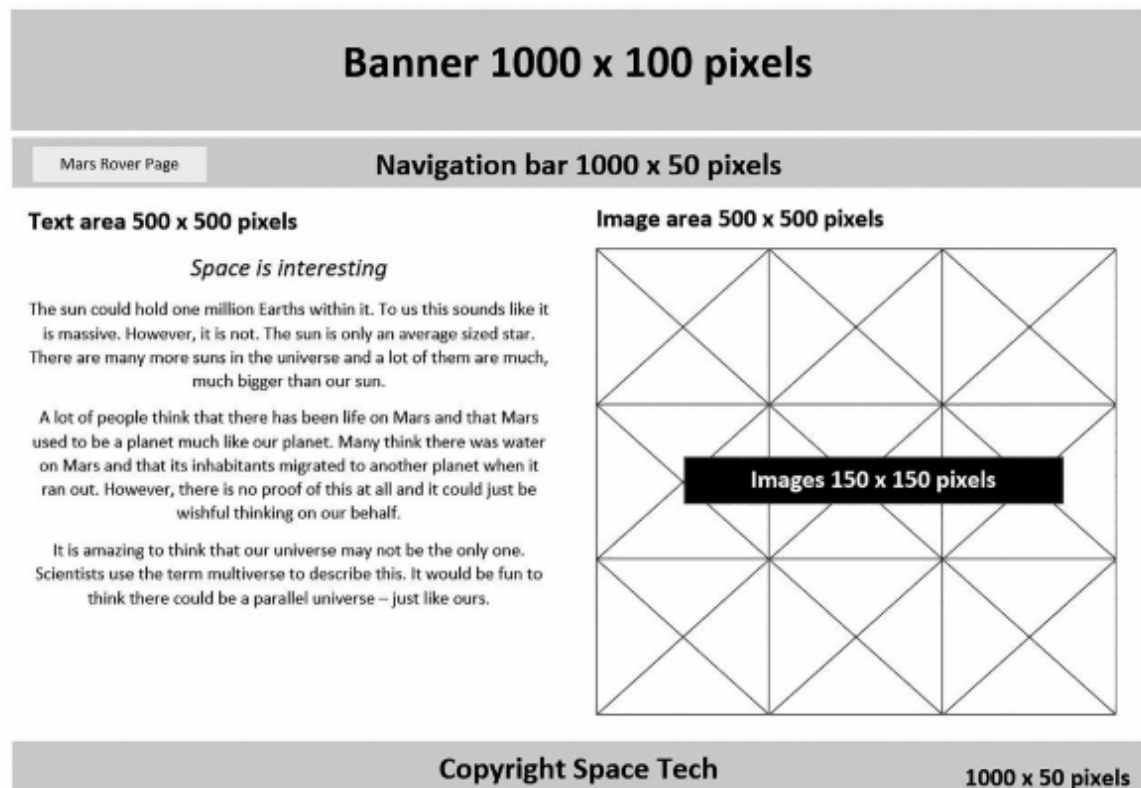 Banner 1000 x 100 pixels
Mars Rover Page
Navigation bar 1000 x 50 pixels
Text area 500 x 500 pixels
Space is interesting
The sun could hold one million Earths within it. To us this sounds like it
is massive. However, it is not. The sun is only an average sized star.
There are many more suns in the universe and a lot of them are much,
much bigger than our sun.
A lot of people think that there has been life on Mars and that Mars
used to be a planet much like our planet. Many think there was water
on Mars and that its inhabitants migrated to another planet when it
ran out. However, there is no proof of this at all and it could just be
wishful thinking on our behalf.
It is amazing to think that our universe may not be the only one.
Scientists use the term multiverse to describe this. It would be fun to
think there could be a parallel universe – just like ours.
Image area 500 x 500 pixels
Images 150 x 150 pixels
Copyright Space Tech
1000 x 50 pixels